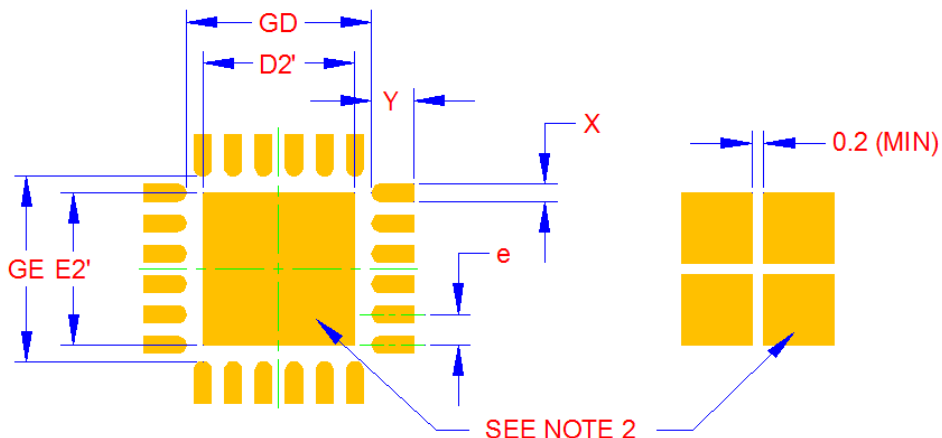 GD
D2'
Y
X
0.2 (MIN)
GE
E2'
e
SEE NOTE 2